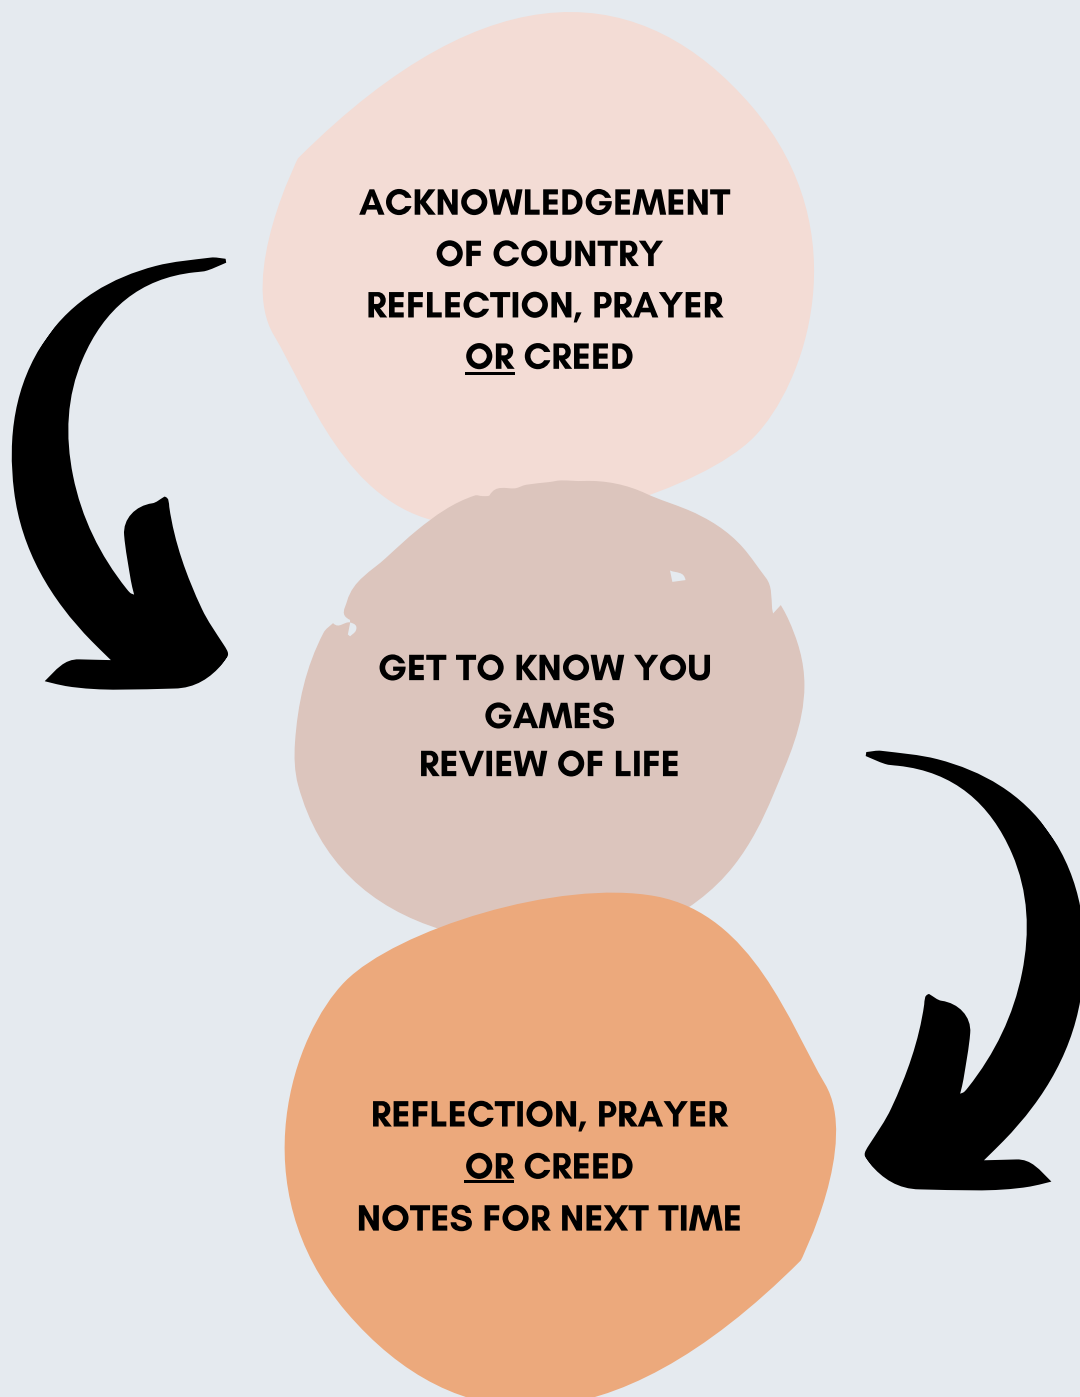 ACKNOWLEDGEMENT
OF COUNTRY
REFLECTION, PRAYER
OR CREED
GET TO KNOW YOU
GAMES
REVIEW OF LIFE
REFLECTION, PRAYER
OR CREED
NOTES FOR NEXT TIME